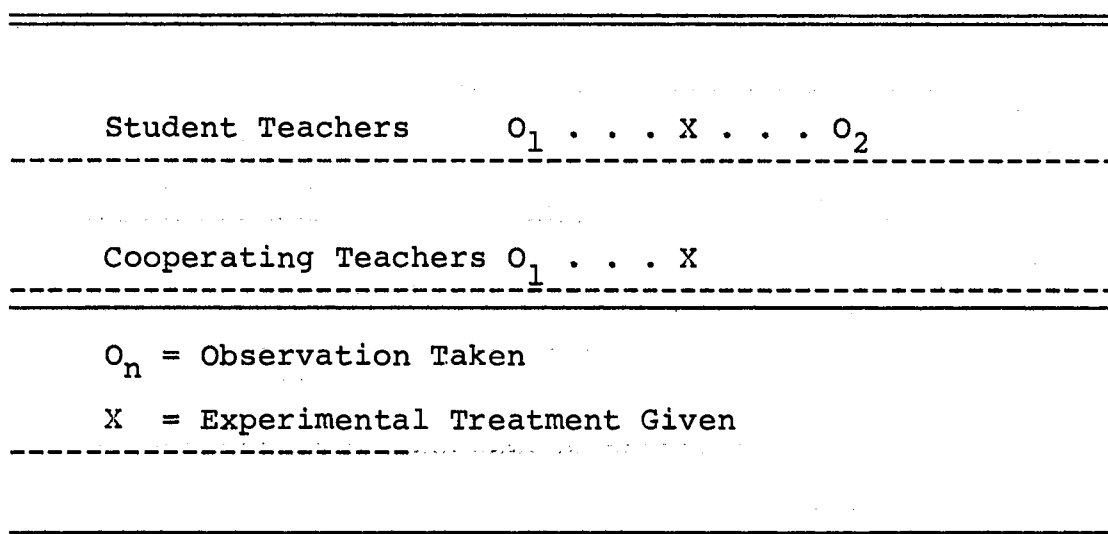 Student Teachers O₁ . . . X . . . O₂
Cooperating Teachers O₁ . . . X
Oₙ = Observation Taken
X = Experimental Treatment Given